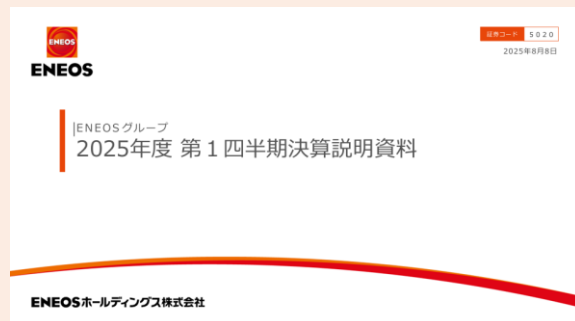 ENEOS
ENEOS
証券コード 5020
2025年8月8日
ENEOSグループ
2025年度 第1四半期決算説明資料
ENEOSホールディングス株式会社